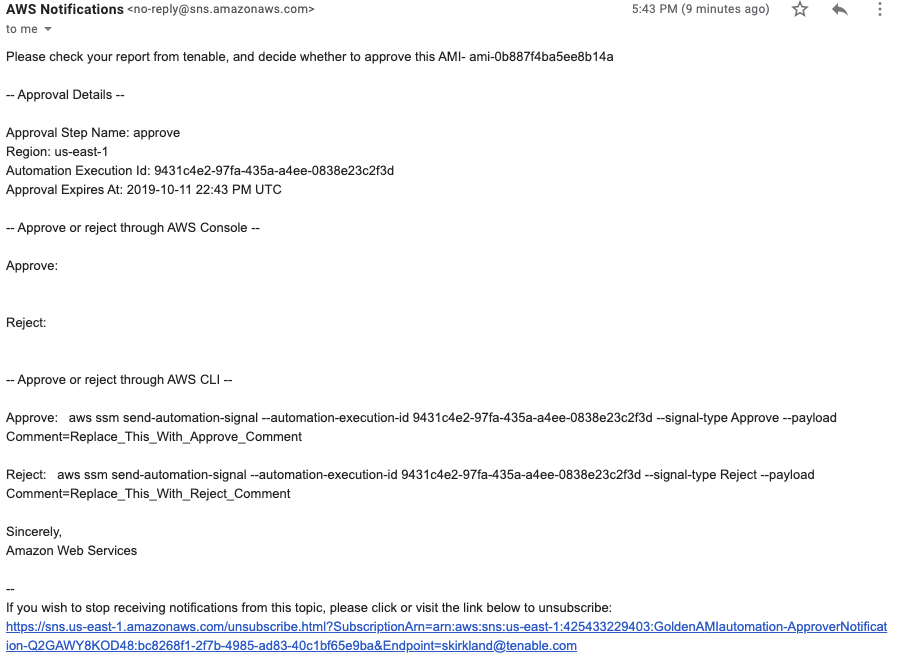 AWS Notifications <no-reply@sns.amazonaws.com> 5:43 PM (9 minutes ago)
to me
Please check your report from tenable, and decide whether to approve this AMI- ami-0b887f4ba5ee8b14a
-- Approval Details --
Approval Step Name: approve
Region: us-east-1
Automation Execution Id: 9431c4e2-97fa-435a-a4ee-0838e23c2f3d
Approval Expires At: 2019-10-11 22:43 PM UTC
-- Approve or reject through AWS Console --
Approve:
Reject:
-- Approve or reject through AWS CLI --
Approve:   aws ssm send-automation-signal --automation-execution-id 9431c4e2-97fa-435a-a4ee-0838e23c2f3d --signal-type Approve --payload
Comment=Replace_This_With_Approve_Comment
Reject:   aws ssm send-automation-signal --automation-execution-id 9431c4e2-97fa-435a-a4ee-0838e23c2f3d --signal-type Reject --payload
Comment=Replace_This_With_Reject_Comment
Sincerely,
Amazon Web Services
--
If you wish to stop receiving notifications from this topic, please click or visit the link below to unsubscribe:
https://sns.us-east-1.amazonaws.com/unsubscribe.html?SubscriptionArn=arn:aws:sns:us-east-1:425433229403:GoldenAMIautomation-ApproverNotificat
ion-Q2GAWY8KOD48:bc8268f1-2f7b-4985-ad83-40c1bf65e9ba&Endpoint=skirkland@tenable.com